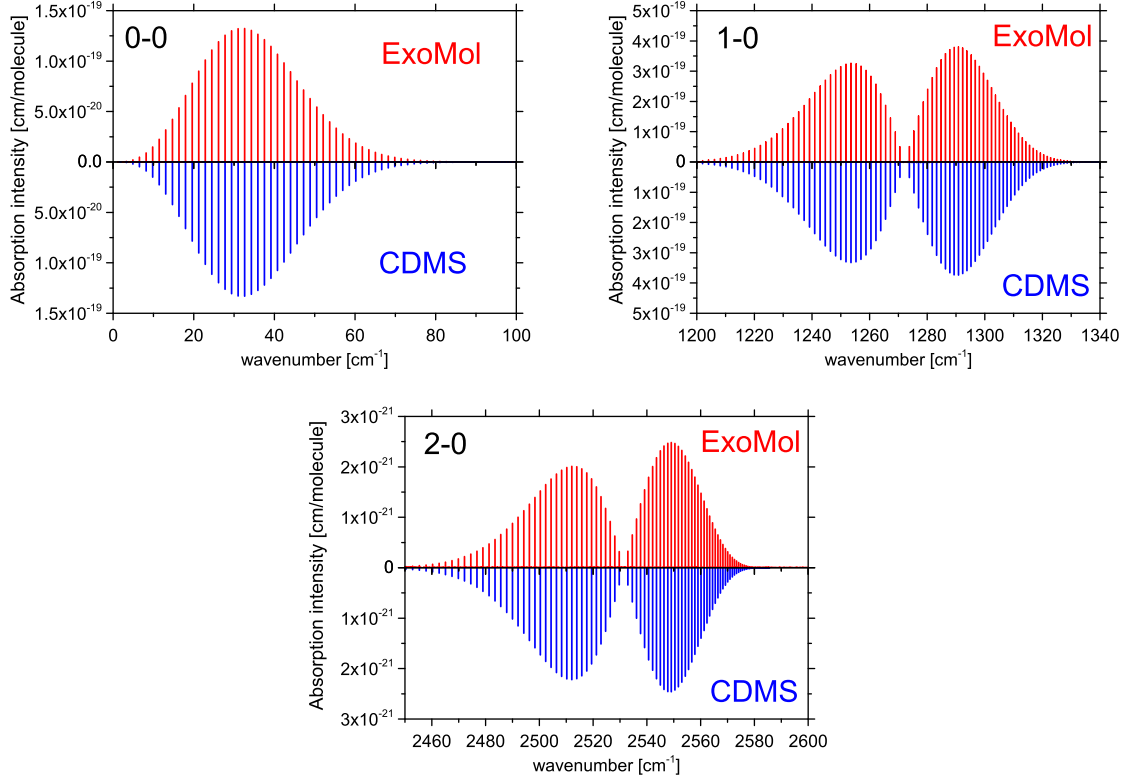 0-0
ExoMol
CDMS
Absorption intensity [cm/molecule]
1.5x10⁻¹⁹
1.0x10⁻¹⁹
5.0x10⁻²⁰
0.0
5.0x10⁻²⁰
1.0x10⁻¹⁹
1.5x10⁻¹⁹
0 20 40 60 80 100
wavenumber [cm⁻¹]
1-0
ExoMol
CDMS
Absorption intensity [cm/molecule]
5x10⁻¹⁹
4x10⁻¹⁹
3x10⁻¹⁹
2x10⁻¹⁹
1x10⁻¹⁹
0
1x10⁻¹⁹
2x10⁻¹⁹
3x10⁻¹⁹
4x10⁻¹⁹
5x10⁻¹⁹
1200 1220 1240 1260 1280 1300 1320 1340
wavenumber [cm⁻¹]
2-0
ExoMol
CDMS
Absorption intensity [cm/molecule]
3x10⁻²¹
2x10⁻²¹
1x10⁻²¹
0
1x10⁻²¹
2x10⁻²¹
3x10⁻²¹
2460 2480 2500 2520 2540 2560 2580 2600
wavenumber [cm⁻¹]